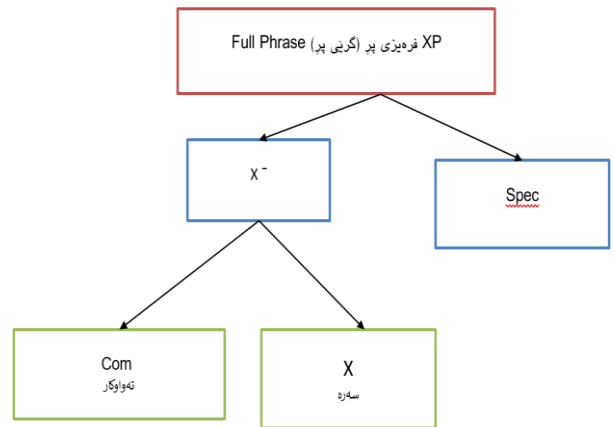 XP فرەیزی پڕ (گرێی پڕ) Full Phrase
X ¯
Spec
Com
تەواوکار
X
سەرە